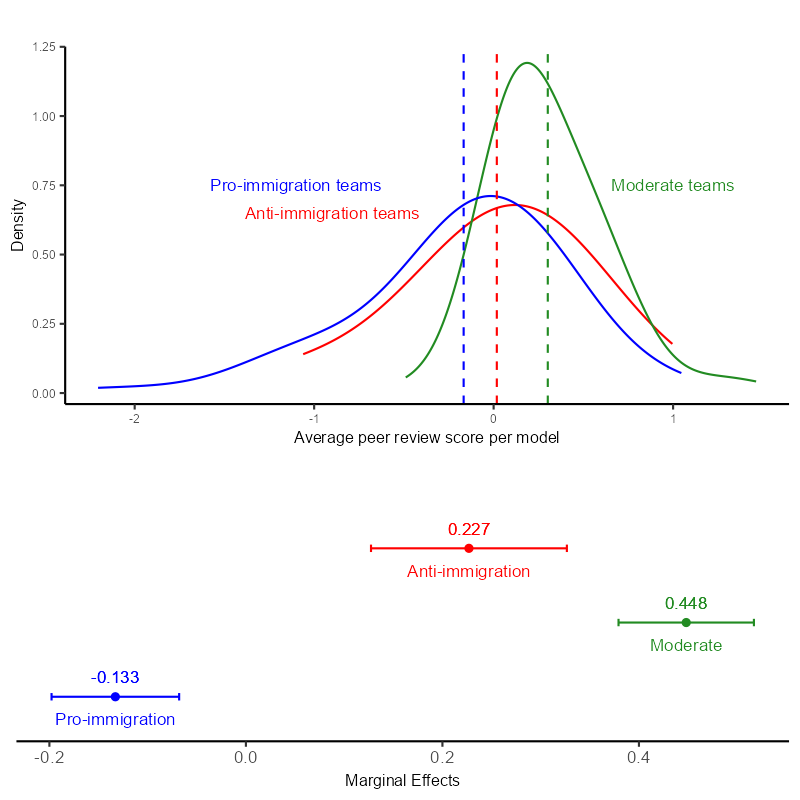 1.25
1.00
0.75
0.50
0.25
0.00
Density
Pro-immigration teams
Anti-immigration teams
Moderate teams
-2
-1
0
1
Average peer review score per model
0.227
Anti-immigration
0.448
Moderate
-0.133
Pro-immigration
-0.2
0.0
0.2
0.4
Marginal Effects